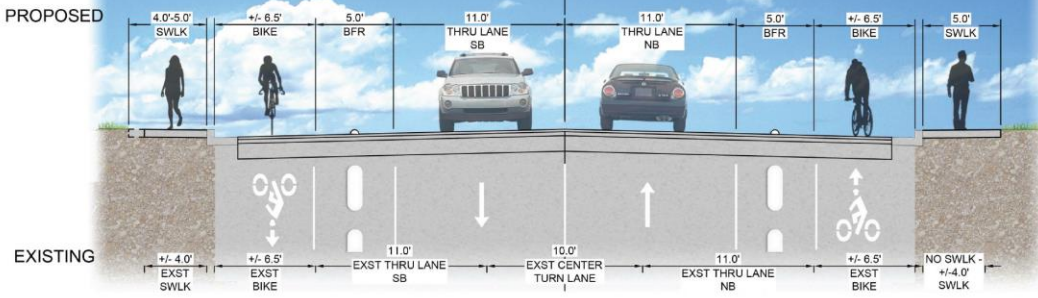 PROPOSED
4.0'-5.0'
SWLK
+/- 6.5'
BIKE
5.0'
BFR
11.0'
THRU LANE
SB
11.0'
THRU LANE
NB
5.0'
BFR
+/- 6.5'
BIKE
5.0'
SWLK
EXISTING
+/- 4.0'
EXST
SWLK
+/- 6.5'
EXST
BIKE
11.0'
EXST THRU LANE
SB
10.0'
EXST CENTER
TURN LANE
11.0'
EXST THRU LANE
NB
+/- 6.5'
EXST
BIKE
NO SWLK -
+/-4.0'
SWLK